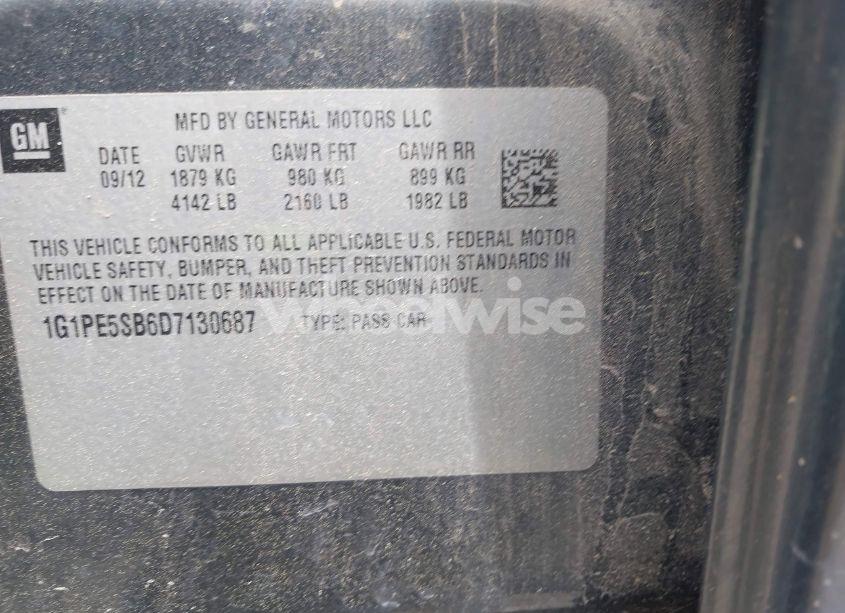 GM
MFD BY GENERAL MOTORS LLC
DATE GVWR GAWR FRT GAWR RR
09/12 1879 KG 980 KG 899 KG
4142 LB 2160 LB 1982 LB
THIS VEHICLE CONFORMS TO ALL APPLICABLE U.S. FEDERAL MOTOR
VEHICLE SAFETY, BUMPER, AND THEFT PREVENTION STANDARDS IN
EFFECT ON THE DATE OF MANUFACTURE SHOWN ABOVE.
1G1PE5SB6D7130687 TYPE: PASS CAR
wheelwise